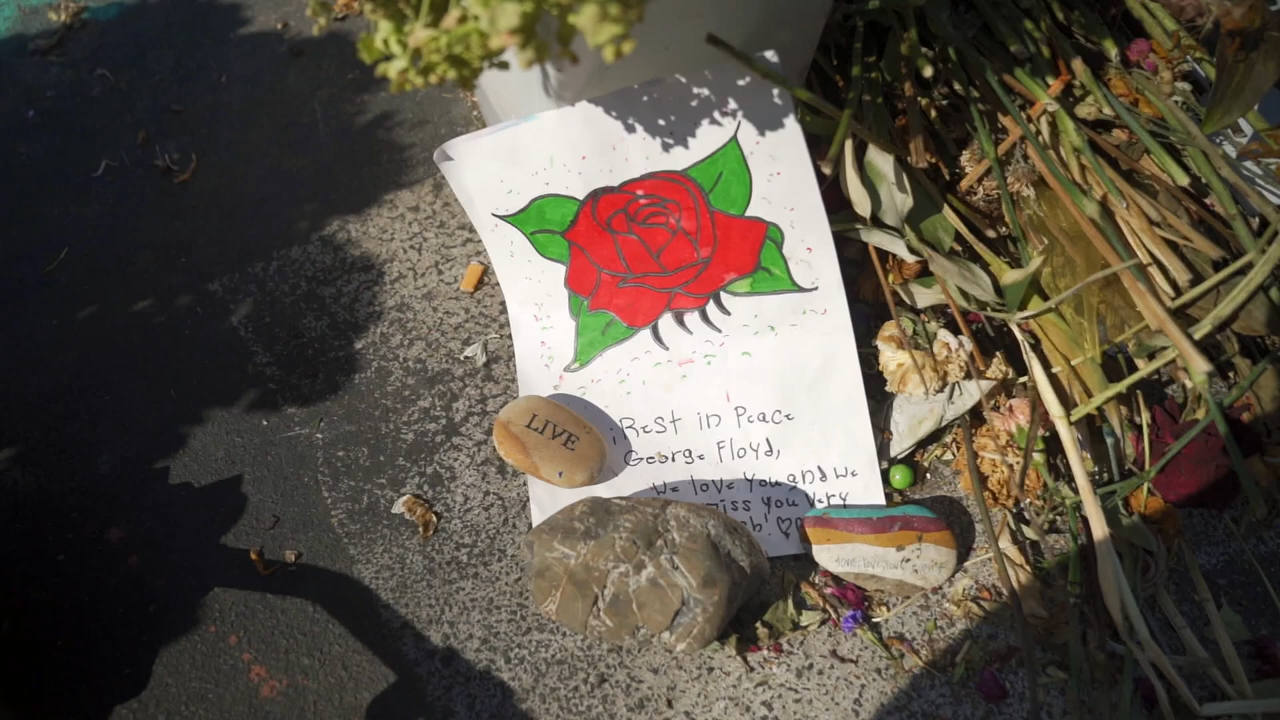 LIVE
Rest in Peace
George Floyd,
We love you and we
miss you very